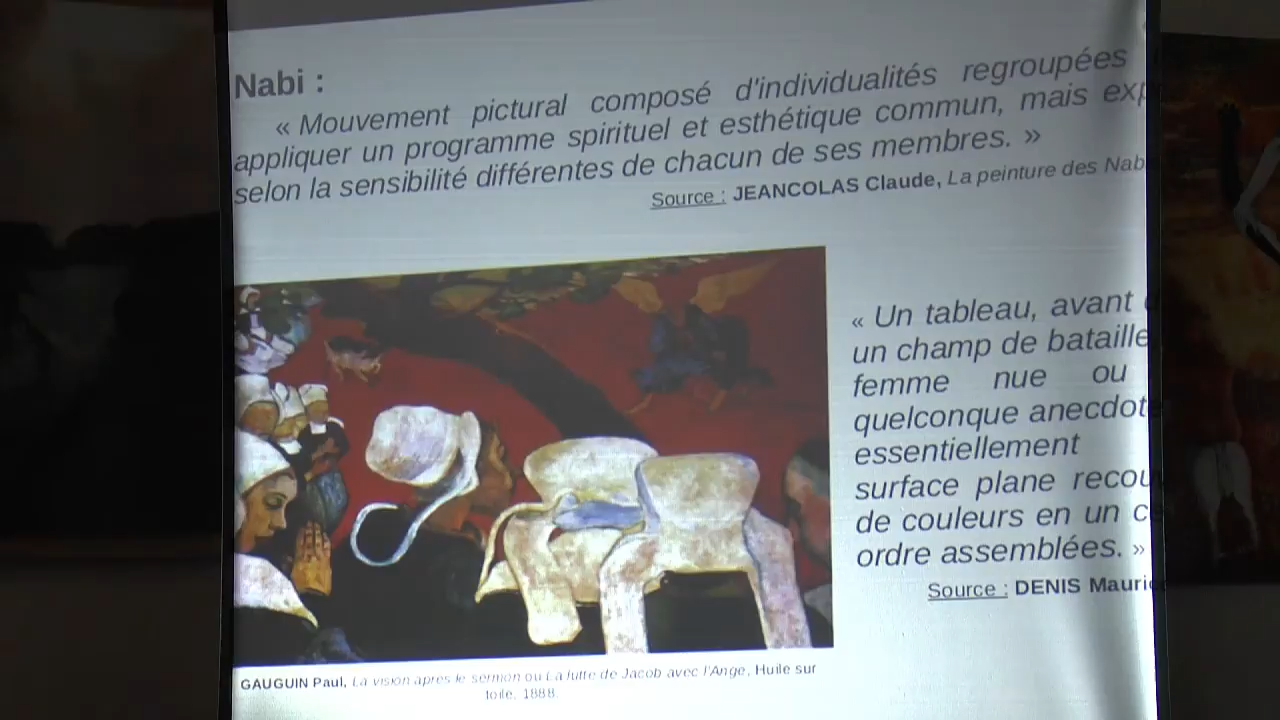 Nabi :
« Mouvement pictural composé d'individualités regroupées
appliquer un programme spirituel et esthétique commun, mais exp
selon la sensibilité différentes de chacun de ses membres. »
Source : JEANCOLAS Claude, La peinture des Nab
« Un tableau, avant
un champ de bataille
femme nue ou
quelconque anecdot
essentiellement
surface plane recou
de couleurs en un c
ordre assemblées. »
Source : DENIS Mauric
GAUGUIN Paul, La vision après le sermon ou La lutte de Jacob avec l'Ange, Huile sur
toile, 1888.